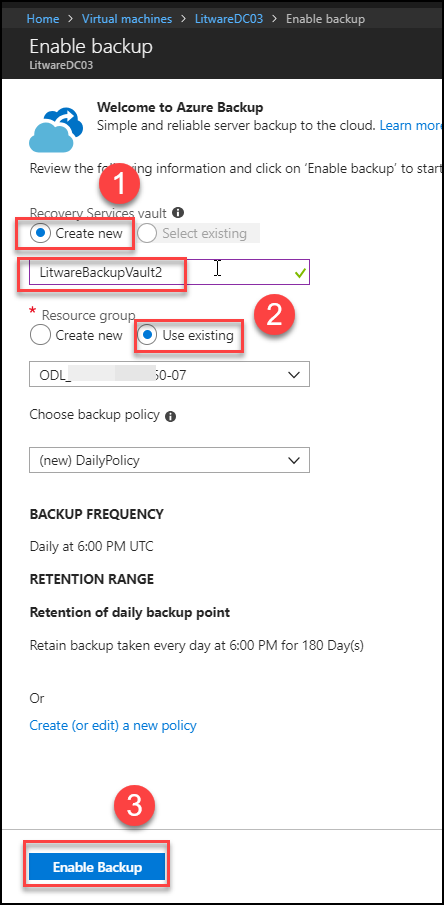 Home > Virtual machines > LitwareDC03 > Enable backup
Enable backup
LitwareDC03
Welcome to Azure Backup
Simple and reliable server backup to the cloud. Learn more
Review the following information and click on 'Enable backup' to start
1
Recovery Services vault
Create new Select existing
LitwareBackupVault2
* Resource group
2
Create new Use existing
ODL_ 60-07
Choose backup policy
(new) DailyPolicy
BACKUP FREQUENCY
Daily at 6:00 PM UTC
RETENTION RANGE
Retention of daily backup point
Retain backup taken every day at 6:00 PM for 180 Day(s)
Or
Create (or edit) a new policy
3
Enable Backup